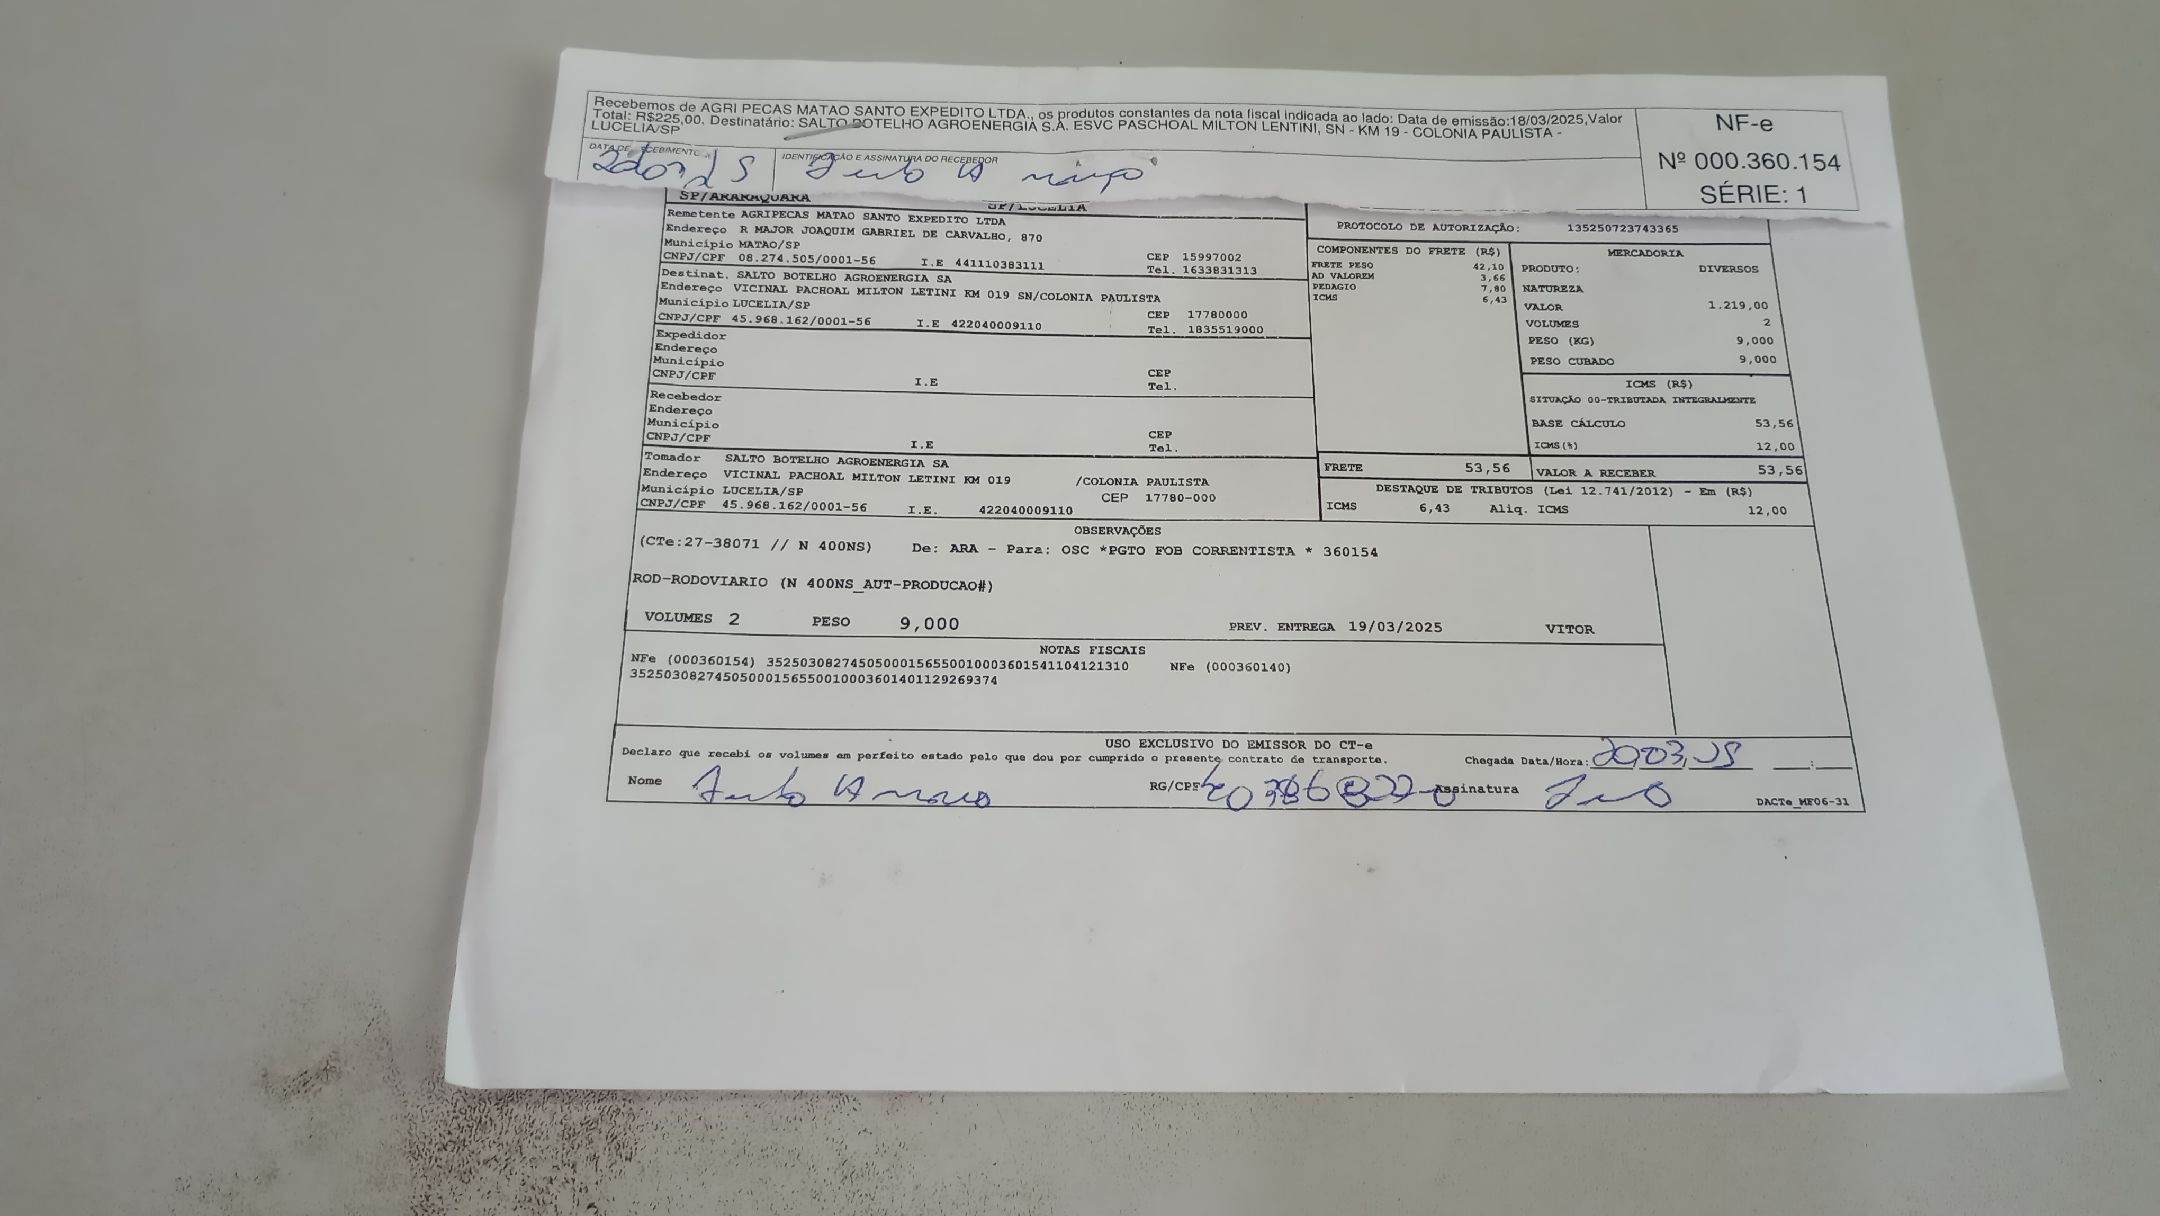 Recebemos de AGRI PECAS MATAO SANTO EXPEDITO LTDA., os produtos constantes da nota fiscal indicada ao lado: Data de emissão:18/03/2025,Valor
Total: R$225,00. Destinatário: SALTO BOTELHO AGROENERGIA S.A. ESVC PASCHOAL MILTON LENTINI, SN - KM 19 - COLONIA PAULISTA -
LUCELIA/SP
DATA DE RECEBIMENTO
IDENTIFICAÇÃO E ASSINATURA DO RECEBEDOR
NF-e
Nº 000.360.154
SÉRIE: 1
SP/ARARAQUARA SP/LUCELIA
Remetente AGRIPECAS MATAO SANTO EXPEDITO LTDA
Endereço R MAJOR JOAQUIM GABRIEL DE CARVALHO, 870
Município MATAO/SP CEP 15997002
CNPJ/CPF 08.274.505/0001-56 I.E 441110383111 Tel. 1633831313
Destinat. SALTO BOTELHO AGROENERGIA SA
Endereço VICINAL PACHOAL MILTON LETINI KM 019 SN/COLONIA PAULISTA
Município LUCELIA/SP CEP 17780000
CNPJ/CPF 45.968.162/0001-56 I.E 422040009110 Tel. 1835519000
Expedidor
Endereço
Município CEP
CNPJ/CPF I.E Tel.
Recebedor
Endereço
Município CEP
CNPJ/CPF I.E Tel.
Tomador SALTO BOTELHO AGROENERGIA SA
Endereço VICINAL PACHOAL MILTON LETINI KM 019 /COLONIA PAULISTA
Município LUCELIA/SP CEP 17780-000
CNPJ/CPF 45.968.162/0001-56 I.E. 422040009110
PROTOCOLO DE AUTORIZAÇÃO: 135250723743365
COMPONENTES DO FRETE (R$)
FRETE PESO 42,10
AD VALOREM 3,66
PEDAGIO 7,80
ICMS 6,43
MERCADORIA
PRODUTO: DIVERSOS
NATUREZA
VALOR 1.219,00
VOLUMES 2
PESO (KG) 9,000
PESO CUBADO 9,000
ICMS (R$)
SITUAÇÃO 00-TRIBUTADA INTEGRALMENTE
BASE CÁLCULO 53,56
ICMS(%) 12,00
FRETE 53,56 VALOR A RECEBER 53,56
DESTAQUE DE TRIBUTOS (Lei 12.741/2012) - Em (R$)
ICMS 6,43 Aliq. ICMS 12,00
OBSERVAÇÕES
(CTe:27-38071 // N 400NS) De: ARA - Para: OSC *PGTO FOB CORRENTISTA * 360154
ROD-RODOVIARIO (N 400NS_AUT-PRODUCAO#)
VOLUMES 2 PESO 9,000 PREV. ENTREGA 19/03/2025 VITOR
NOTAS FISCAIS
NFe (000360154) 35250308274505000156550010003601541104121310 NFe (000360140)
35250308274505000156550010003601401129269374
USO EXCLUSIVO DO EMISSOR DO CT-e
Declaro que recebi os volumes em perfeito estado pelo que dou por cumprido o presente contrato de transporte. Chegada Data/Hora: 20,03,25 __:__
Nome RG/CPF Assinatura
DACTe_MF06-31